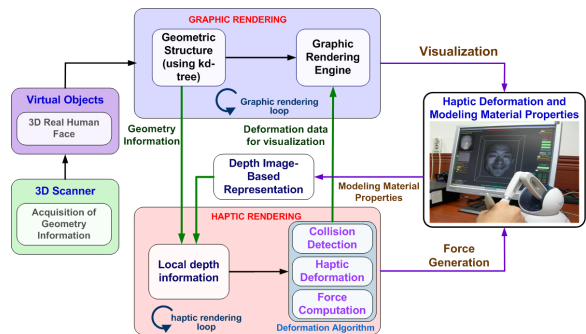 GRAPHIC RENDERING
Geometric
Structure
(using kd-
tree)
Graphic
Rendering
Engine
Graphic rendering
loop
Visualization
Virtual Objects
3D Real Human
Face
3D Scanner
Acquisition of
Geometry
Information
Geometry
Information
Deformation data
for visualization
Haptic Deformation and
Modeling Material Properties
Depth Image-
Based
Representation
Modeling Material
Properties
HAPTIC RENDERING
Local depth
information
haptic rendering
loop
Collision
Detection
Haptic
Deformation
Force
Computation
Deformation Algorithm
Force
Generation